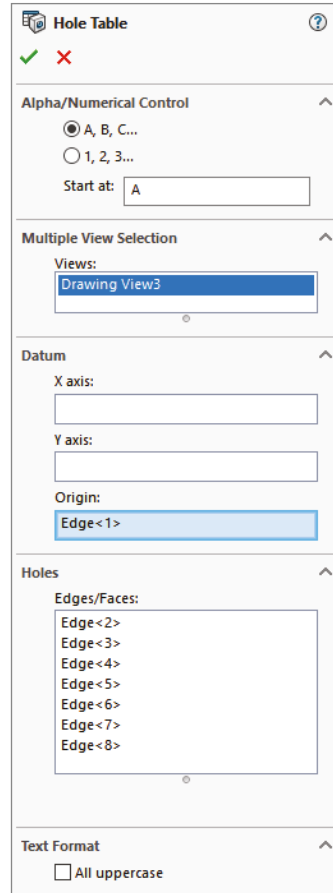 Hole Table
Alpha/Numerical Control
A, B, C...
1, 2, 3...
Start at: A
Multiple View Selection
Views:
Drawing View3
Datum
X axis:
Y axis:
Origin:
Edge<1>
Holes
Edges/Faces:
Edge<2>
Edge<3>
Edge<4>
Edge<5>
Edge<6>
Edge<7>
Edge<8>
Text Format
All uppercase